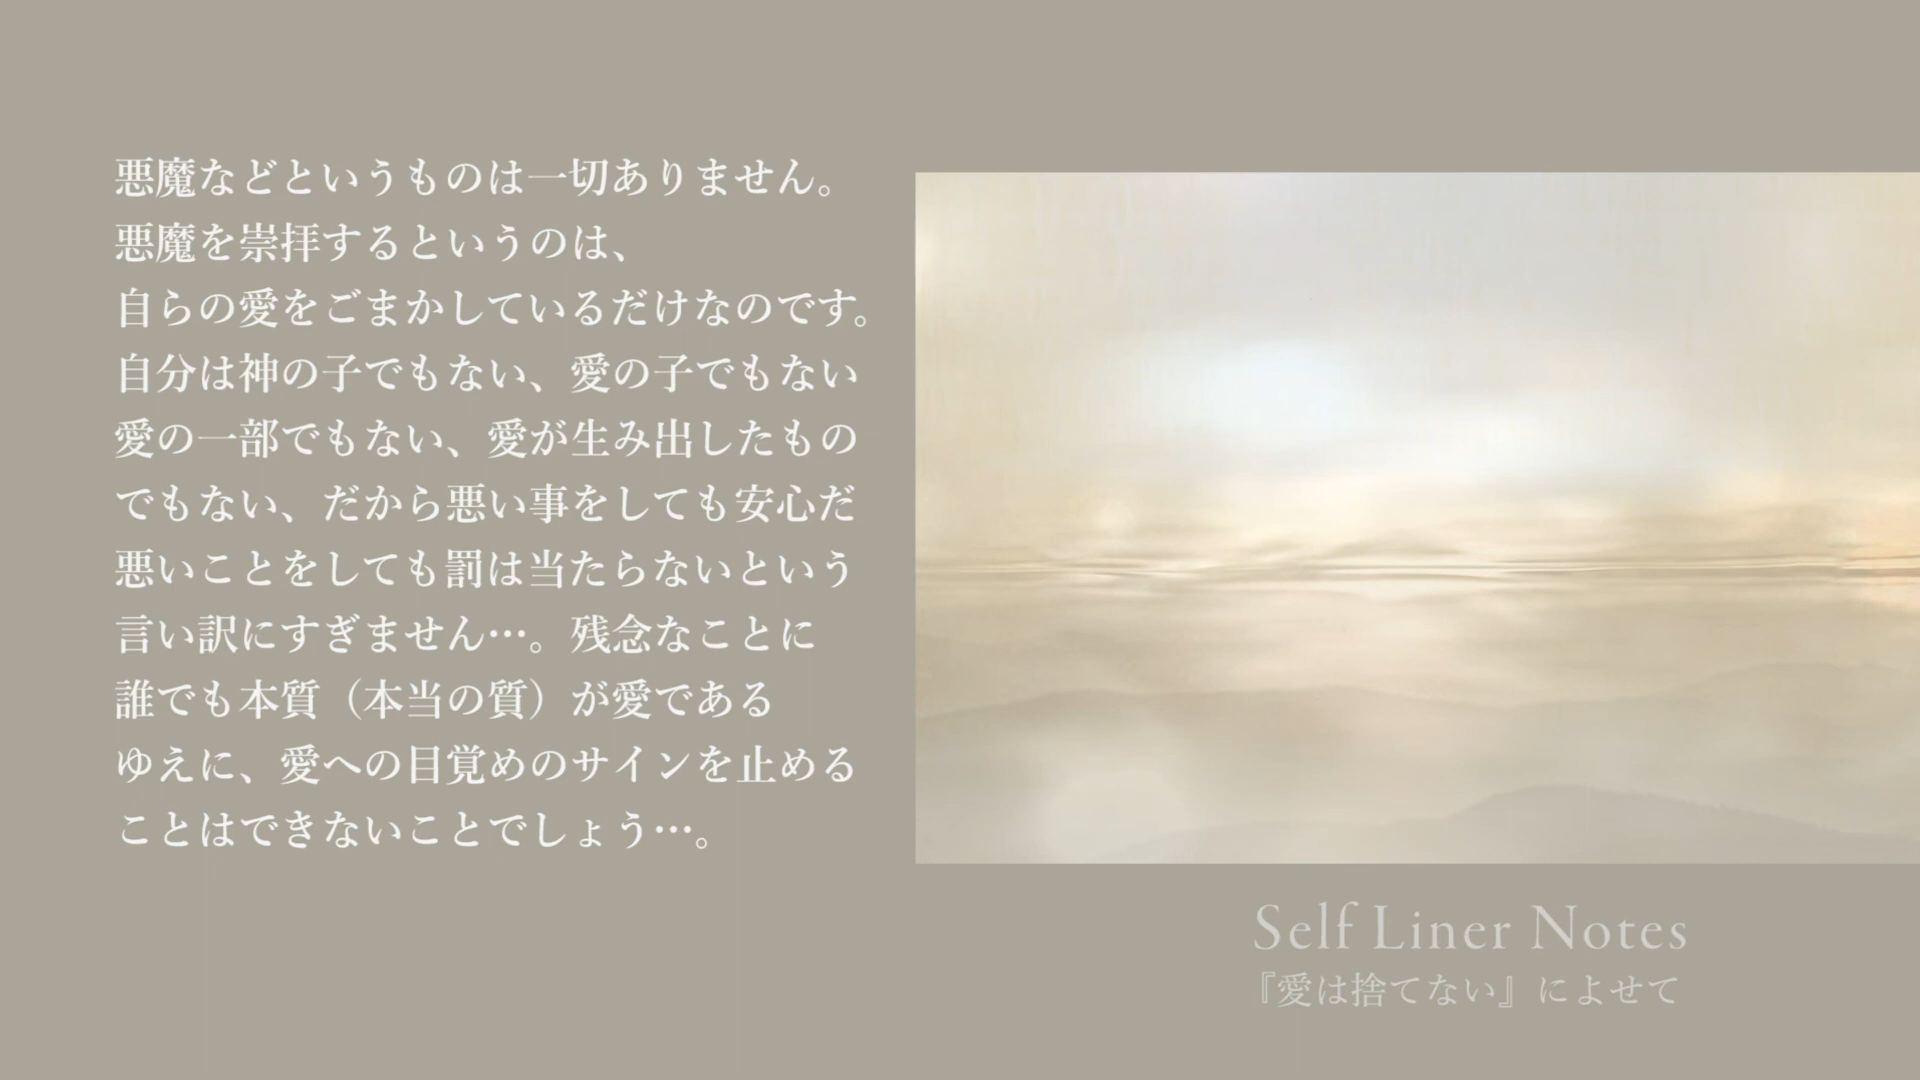 悪魔などというものは一切ありません。
悪魔を崇拝するというのは、
自らの愛をごまかしているだけなのです。
自分は神の子でもない、愛の子でもない
愛の一部でもない、愛が生み出したもの
でもない、だから悪い事をしても安心だ
悪いことをしても罰は当たらないという
言い訳にすぎません…。残念なことに
誰でも本質（本当の質）が愛である
ゆえに、愛への目覚めのサインを止める
ことはできないことでしょう…。
Self Liner Notes
『愛は捨てない』によせて